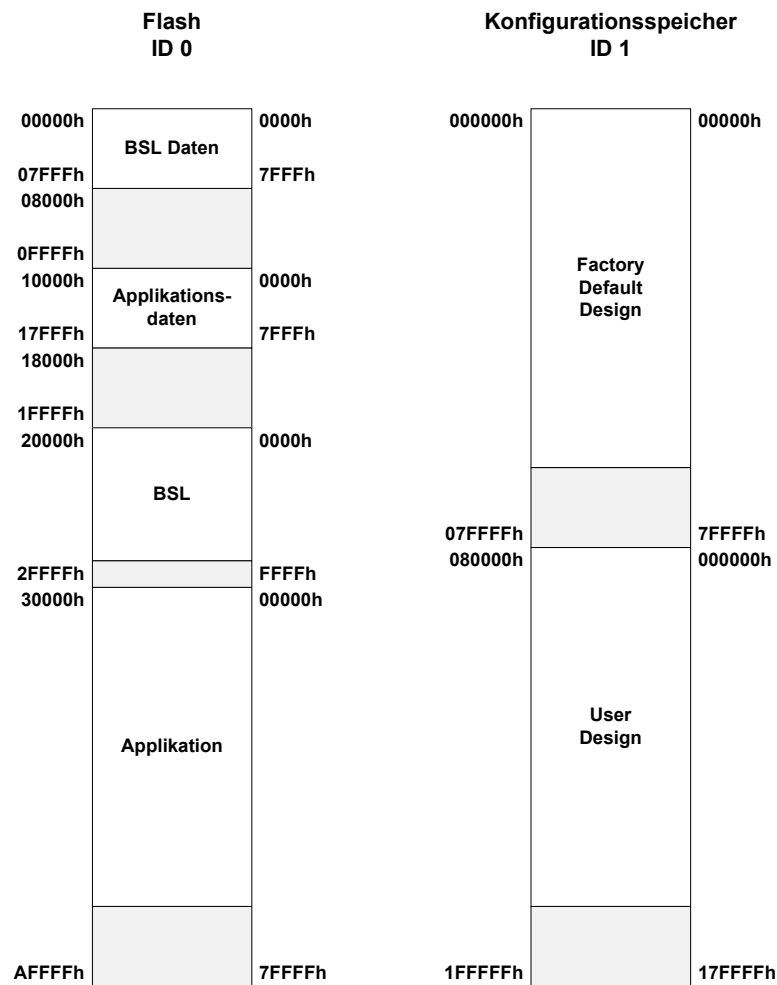 Flash
ID 0
00000h
0000h
BSL Daten
07FFFh
7FFFh
08000h
0FFFFh
10000h
0000h
Applikations-
daten
17FFFh
7FFFh
18000h
1FFFFh
20000h
0000h
BSL
2FFFFh
FFFFh
30000h
00000h
Applikation
AFFFFh
7FFFFh
Konfigurationsspeicher
ID 1
000000h
00000h
Factory
Default
Design
07FFFFh
7FFFFh
080000h
000000h
User
Design
1FFFFFh
17FFFFh